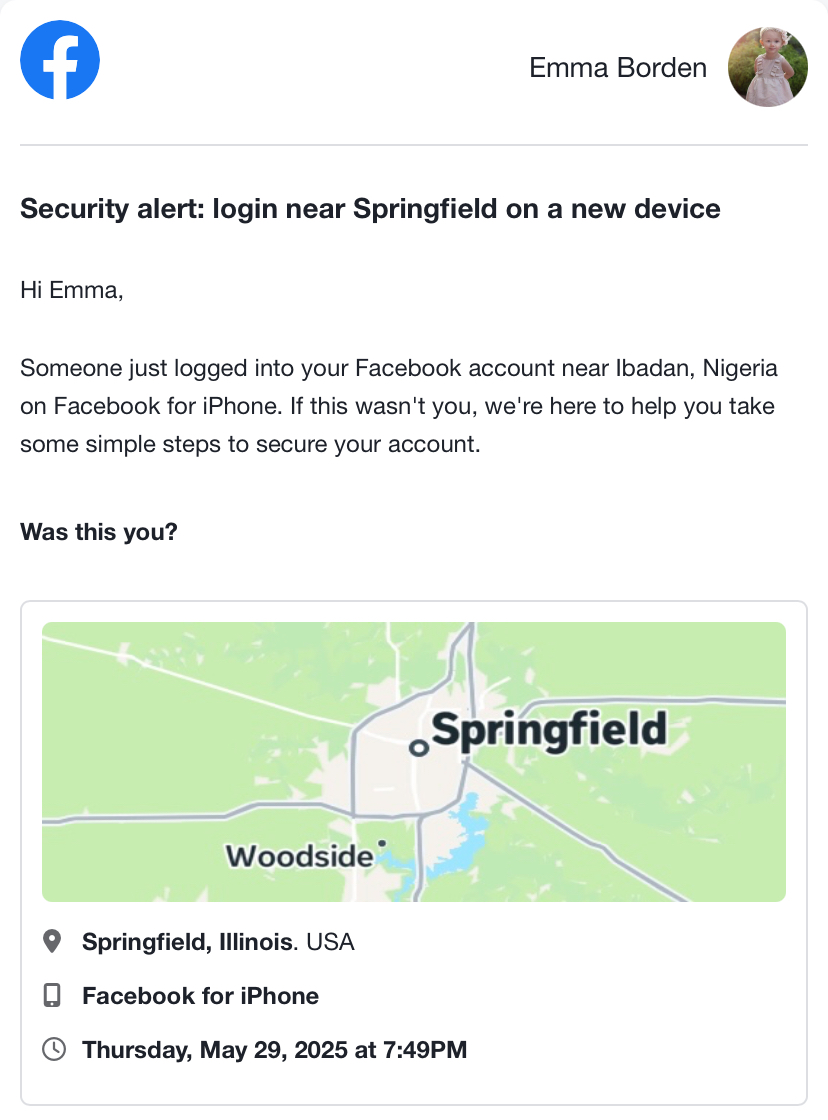 Emma Borden
Security alert: login near Springfield on a new device
Hi Emma,
Someone just logged into your Facebook account near Ibadan, Nigeria
on Facebook for iPhone. If this wasn't you, we're here to help you take
some simple steps to secure your account.
Was this you?
Springfield
Woodside
Springfield, Illinois. USA
Facebook for iPhone
Thursday, May 29, 2025 at 7:49PM